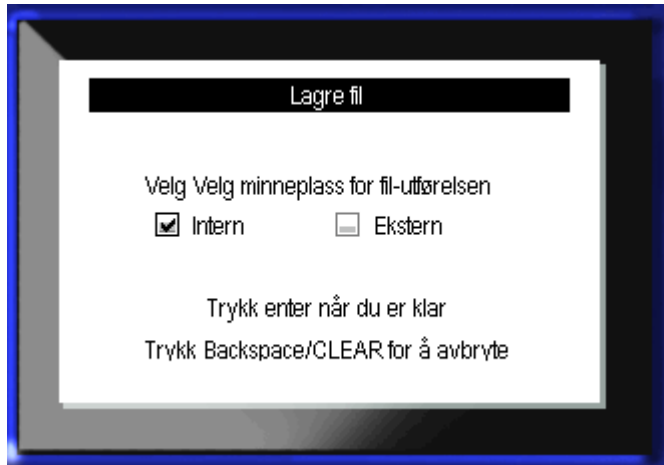 Lagre fil
Velg Velg minneplass for fil-utførelsen
Intern Ekstern
Trykk enter når du er klar
Trykk Backspace/CLEAR for å avbryte